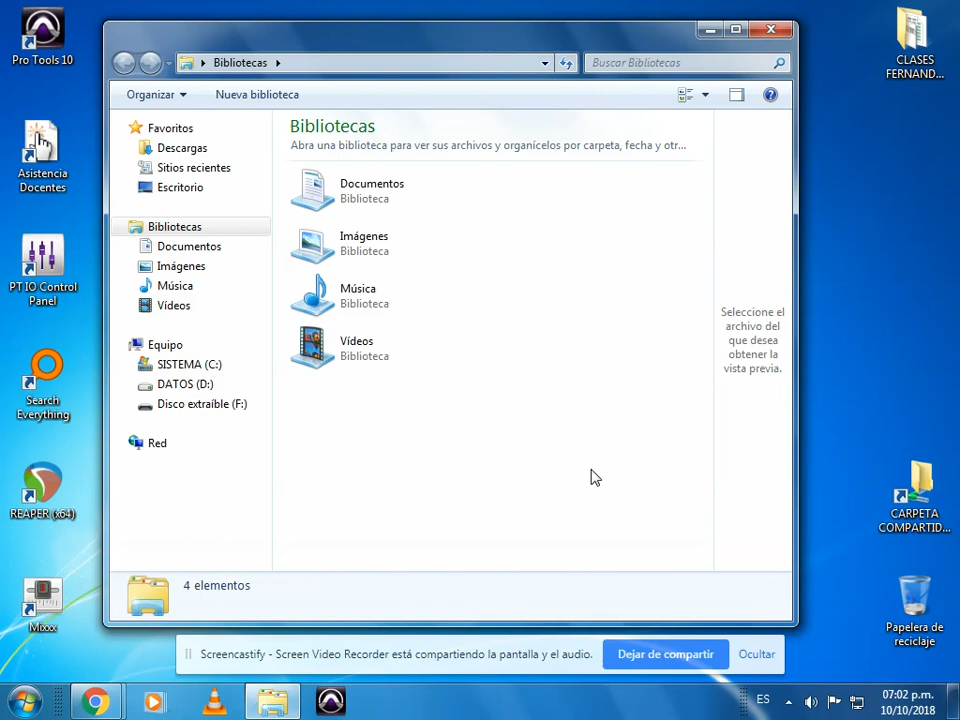 Pro Tools 10
Asistencia
Docentes
PT IO Control
Panel
Search
Everything
REAPER (x64)
Mixxx
CLASES
FERNAND...
CARPETA
COMPARTID...
Papelera de
reciclaje
Bibliotecas
Buscar Bibliotecas
Organizar
Nueva biblioteca
Favoritos
Descargas
Sitios recientes
Escritorio
Bibliotecas
Documentos
Imágenes
Música
Vídeos
Equipo
SISTEMA (C:)
DATOS (D:)
Disco extraíble (F:)
Red
Bibliotecas
Abra una biblioteca para ver sus archivos y organícelos por carpeta, fecha y otr...
Documentos
Biblioteca
Imágenes
Biblioteca
Música
Biblioteca
Vídeos
Biblioteca
Seleccione el
archivo del
que desea
obtener la
vista previa.
4 elementos
Screencastify - Screen Video Recorder está compartiendo la pantalla y el audio.
Dejar de compartir
Ocultar
ES
07:02 p.m.
10/10/2018